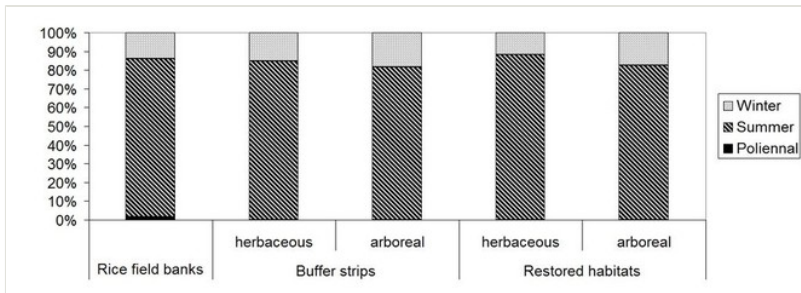 100%
90%
80%
70%
60%
50%
40%
30%
20%
10%
0%
Winter
Summer
Poliennal
herbaceous arboreal herbaceous arboreal
Rice field banks Buffer strips Restored habitats